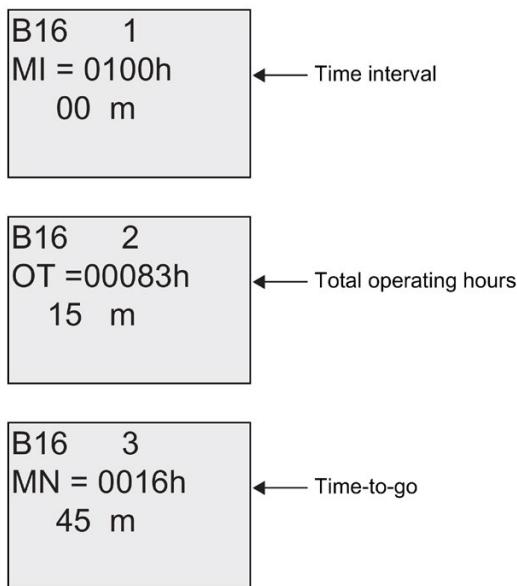 B16 1
MI = 0100h
00 m
Time interval
B16 2
OT =00083h
15 m
Total operating hours
B16 3
MN = 0016h
45 m
Time-to-go